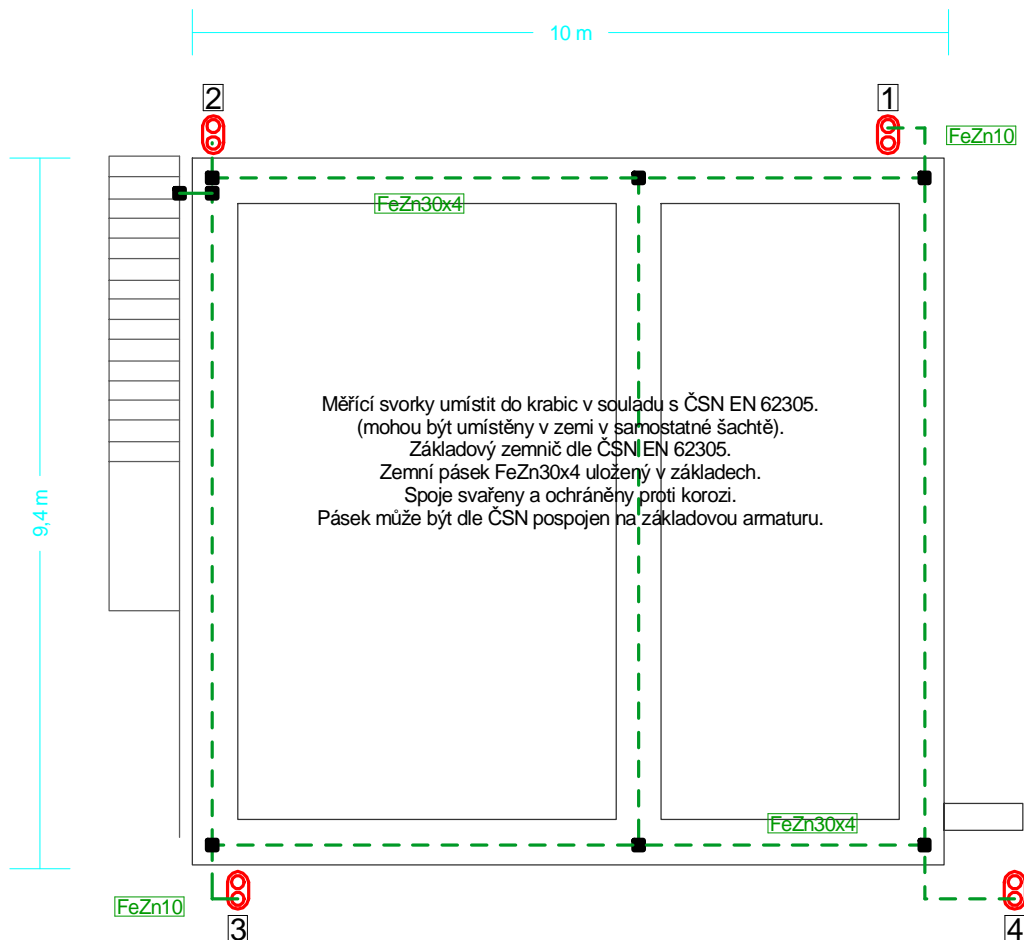 10 m
2
1
FeZn10
FeZn30x4
Měřící svorky umístit do krabic v souladu s ČSN EN 62305.
(mohou být umístěny v zemi v samostatné šachtě).
Základový zemnič dle ČSN EN 62305.
Zemní pásek FeZn30x4 uložený v základech.
Spoje svařeny a ochráněny proti korozi.
Pásek může být dle ČSN pospojen na základovou armaturu.
9,4 m
FeZn30x4
FeZn10
3
4